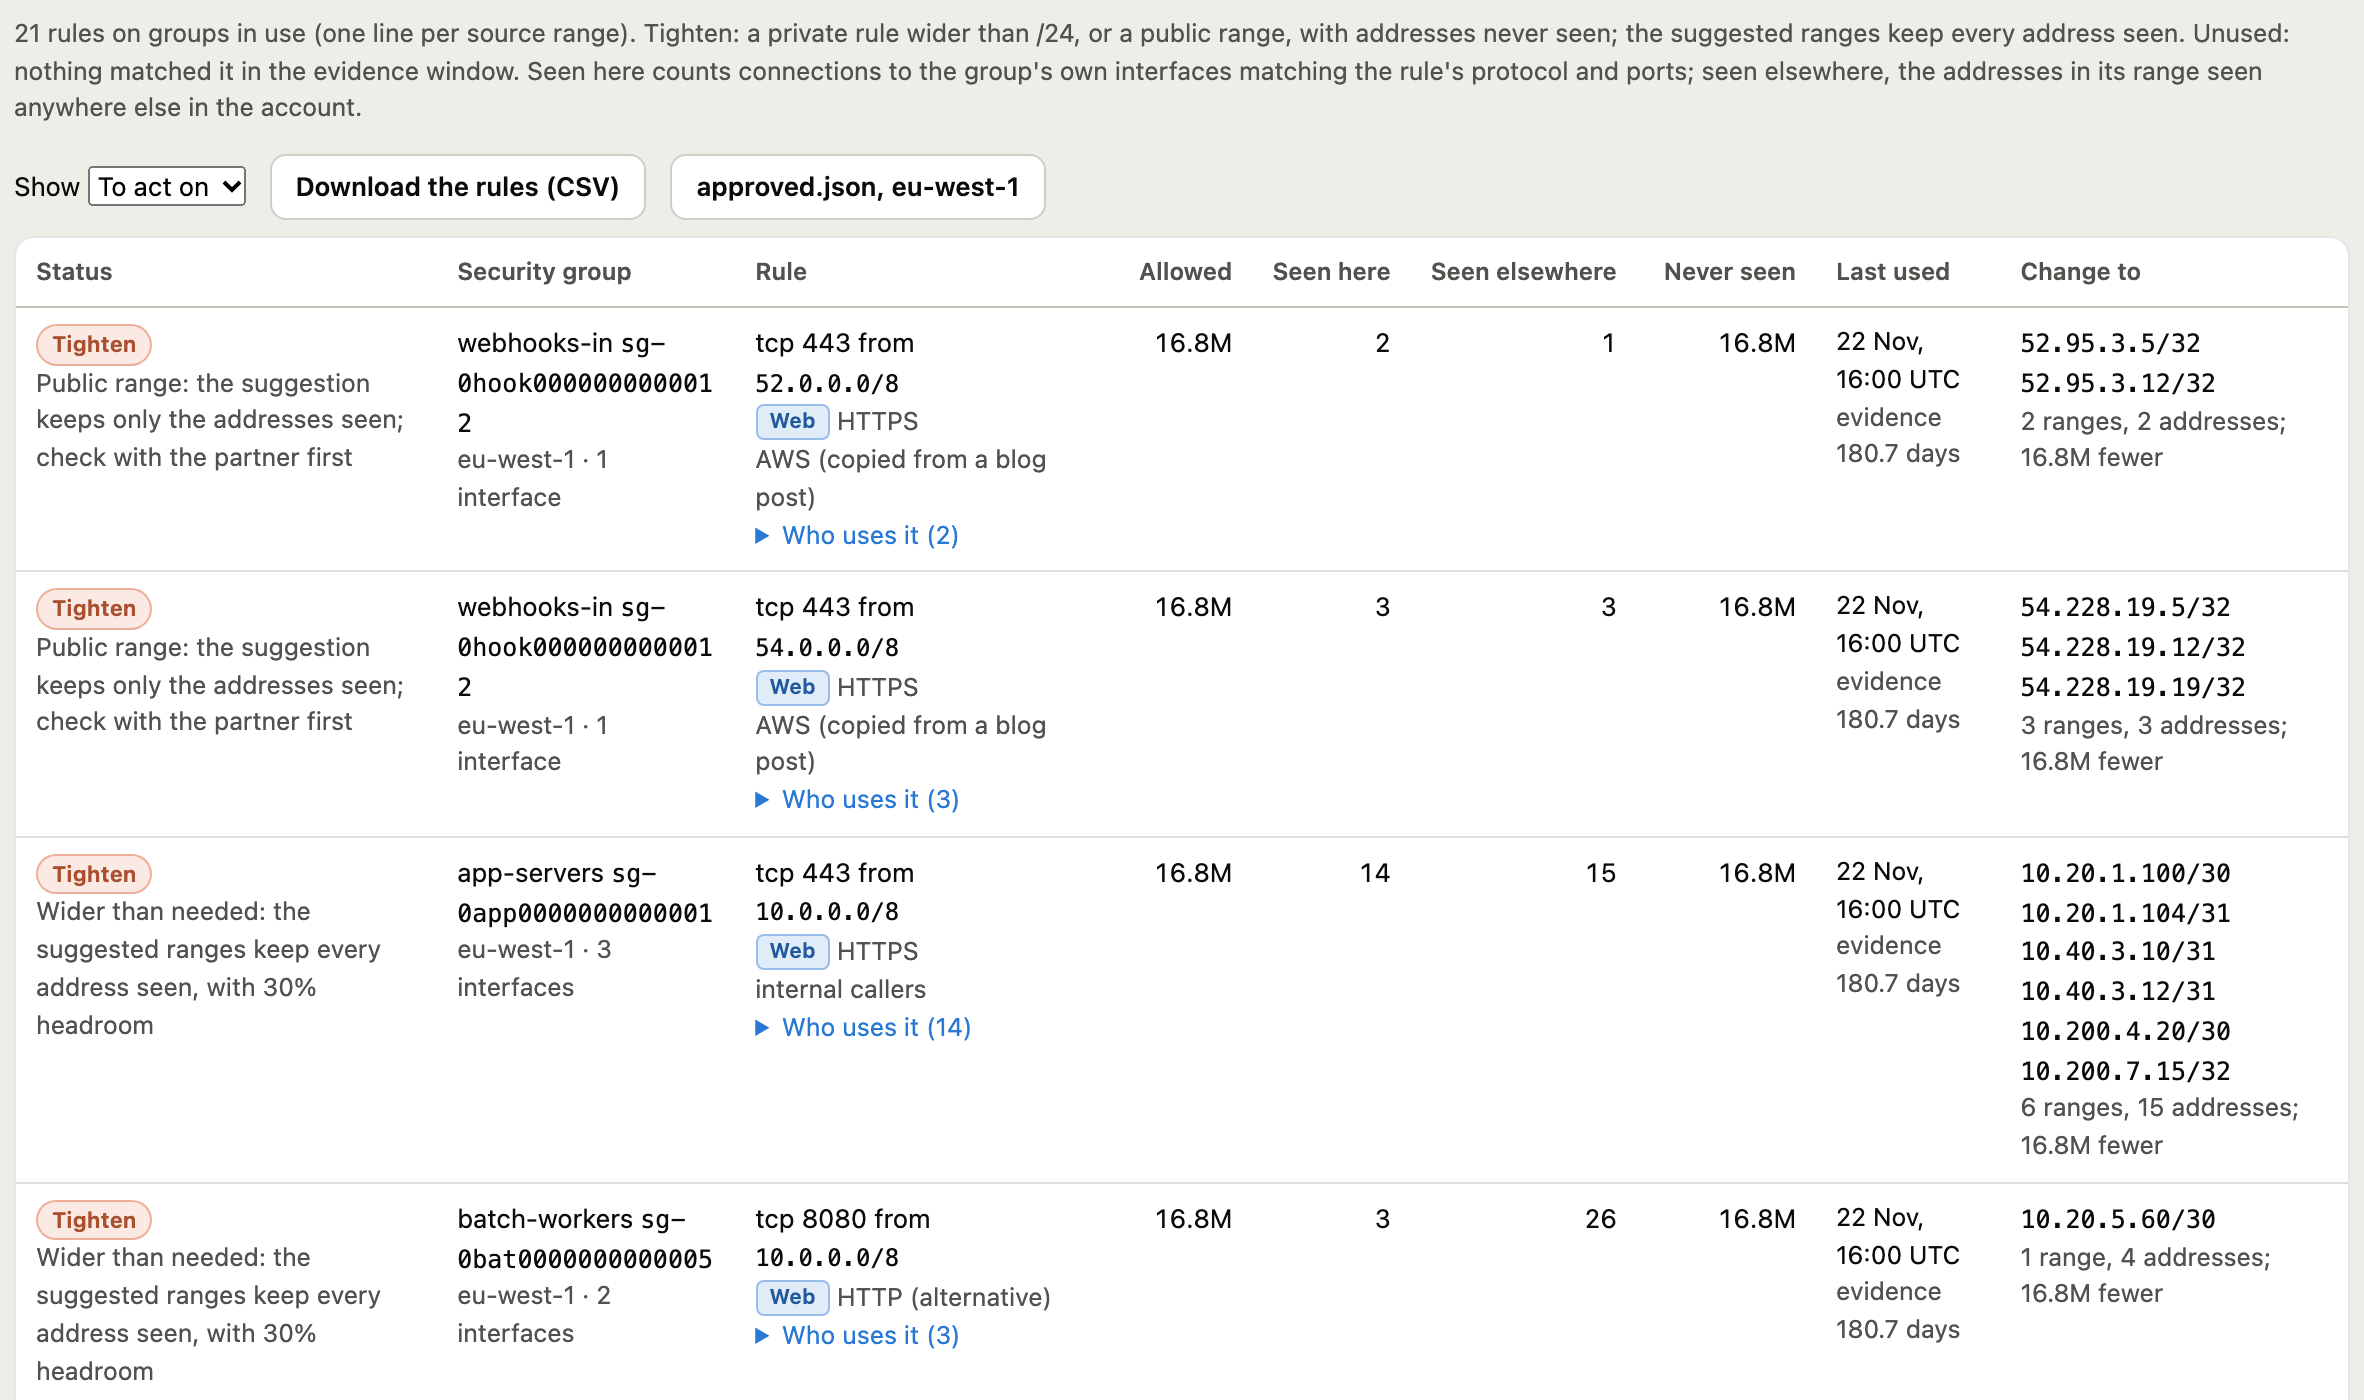 21 rules on groups in use (one line per source range). Tighten: a private rule wider than /24, or a public range, with addresses never seen; the suggested ranges keep every address seen. Unused:
nothing matched it in the evidence window. Seen here counts connections to the group's own interfaces matching the rule's protocol and ports; seen elsewhere, the addresses in its range seen
anywhere else in the account.
Show To act on Download the rules (CSV) approved.json, eu-west-1
Status Security group Rule Allowed Seen here Seen elsewhere Never seen Last used Change to
Tighten
Public range: the suggestion
keeps only the addresses seen;
check with the partner first
webhooks-in sg-
0hook000000000001
2
eu-west-1 · 1
interface
tcp 443 from
52.0.0.0/8
Web HTTPS
AWS (copied from a blog
post)
▶ Who uses it (2)
16.8M
2
1
16.8M
22 Nov,
16:00 UTC
evidence
180.7 days
52.95.3.5/32
52.95.3.12/32
2 ranges, 2 addresses;
16.8M fewer
Tighten
Public range: the suggestion
keeps only the addresses seen;
check with the partner first
webhooks-in sg-
0hook000000000001
2
eu-west-1 · 1
interface
tcp 443 from
54.0.0.0/8
Web HTTPS
AWS (copied from a blog
post)
▶ Who uses it (3)
16.8M
3
3
16.8M
22 Nov,
16:00 UTC
evidence
180.7 days
54.228.19.5/32
54.228.19.12/32
54.228.19.19/32
3 ranges, 3 addresses;
16.8M fewer
Tighten
Wider than needed: the
suggested ranges keep every
address seen, with 30%
headroom
app-servers sg-
0app0000000000001
eu-west-1 · 3
interfaces
tcp 443 from
10.0.0.0/8
Web HTTPS
internal callers
▶ Who uses it (14)
16.8M
14
15
16.8M
22 Nov,
16:00 UTC
evidence
180.7 days
10.20.1.100/30
10.20.1.104/31
10.40.3.10/31
10.40.3.12/31
10.200.4.20/30
10.200.7.15/32
6 ranges, 15 addresses;
16.8M fewer
Tighten
Wider than needed: the
suggested ranges keep every
address seen, with 30%
headroom
batch-workers sg-
0bat0000000000005
eu-west-1 · 2
interfaces
tcp 8080 from
10.0.0.0/8
Web HTTP (alternative)
▶ Who uses it (3)
16.8M
3
26
16.8M
22 Nov,
16:00 UTC
evidence
180.7 days
10.20.5.60/30
1 range, 4 addresses;
16.8M fewer